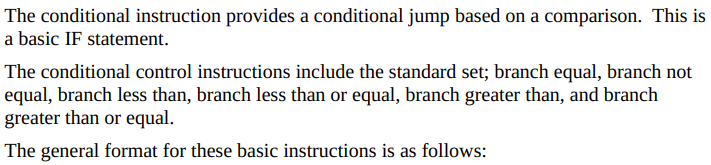 The conditional instruction provides a conditional jump based on a comparison.  This is
a basic IF statement.
The conditional control instructions include the standard set; branch equal, branch not
equal, branch less than, branch less than or equal, branch greater than, and branch
greater than or equal.
The general format for these basic instructions is as follows: